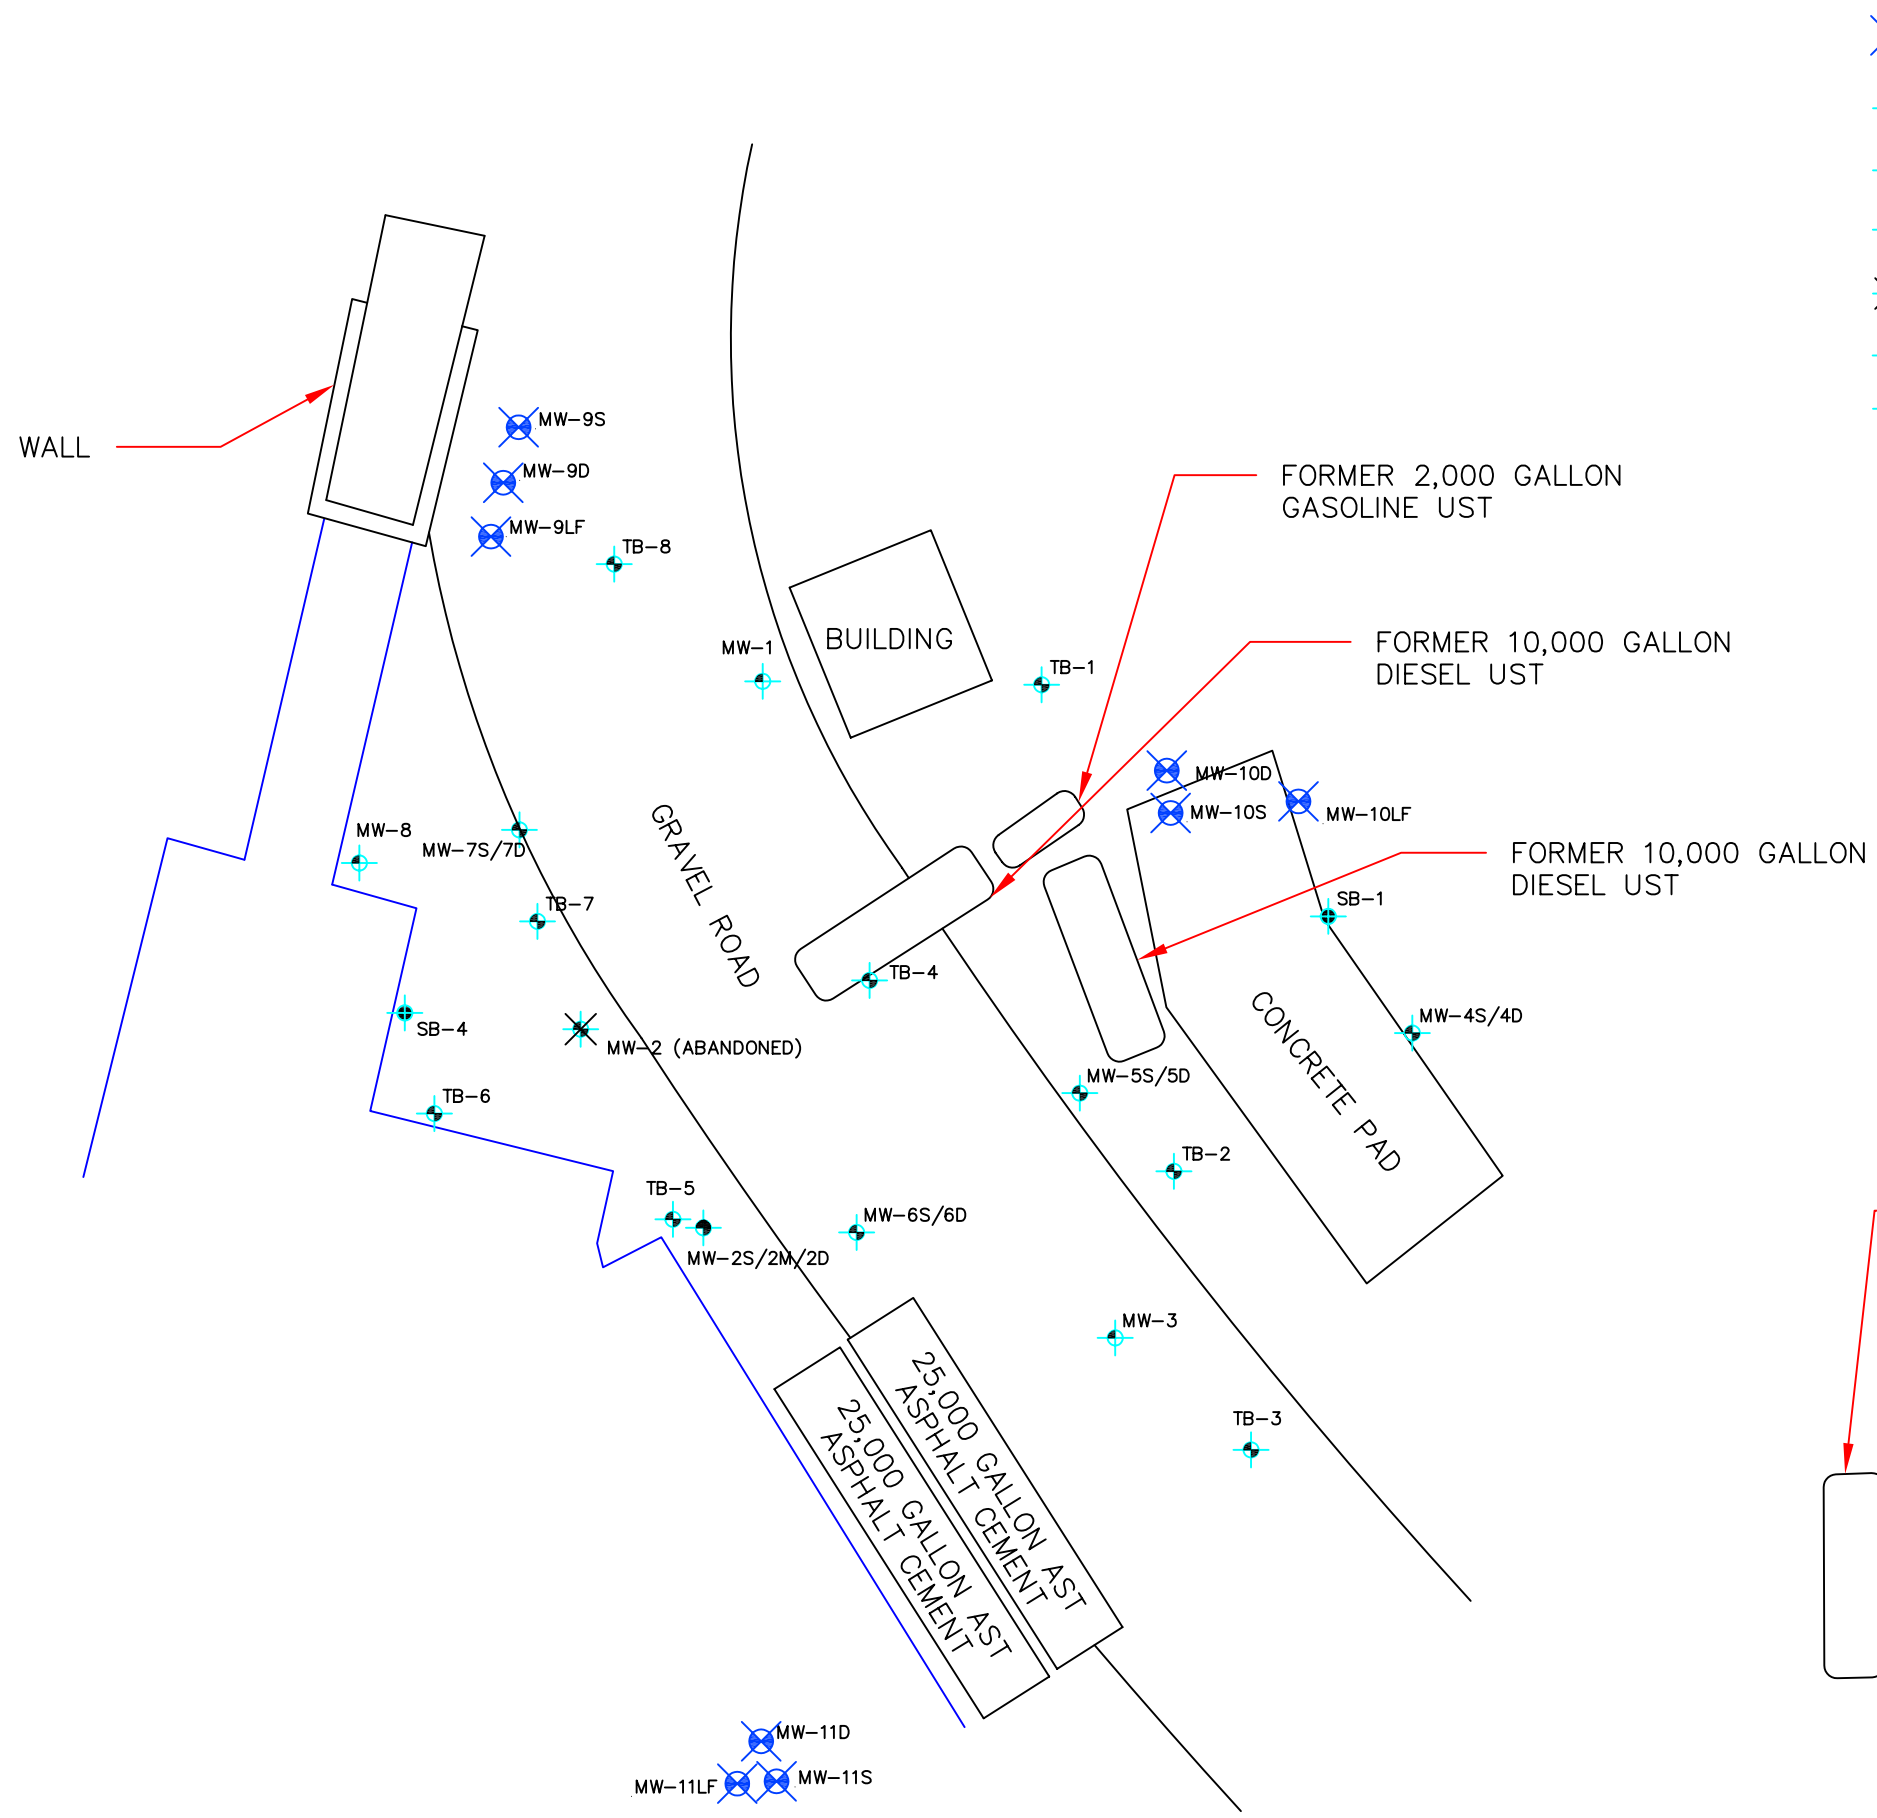 MW-9S
WALL
MW-9D
FORMER 2,000 GALLON
GASOLINE UST
MW-9LF
TB-8
BUILDING
FORMER 10,000 GALLON
DIESEL UST
MW-1
TB-1
MW-10D
MW-10S
MW-10LF
MW-8
MW-7S/7D
GRAVEL ROAD
FORMER 10,000 GALLON
DIESEL UST
TB-7
SB-1
TB-4
SB-4
MW-2 (ABANDONED)
CONCRETE PAD
MW-4S/4D
MW-5S/5D
TB-6
TB-2
TB-5
MW-6S/6D
MW-2S/2M/2D
MW-3
25,000 GALLON AST
ASPHALT CEMENT
25,000 GALLON AST
ASPHALT CEMENT
TB-3
MW-11D
MW-11LF
MW-11S